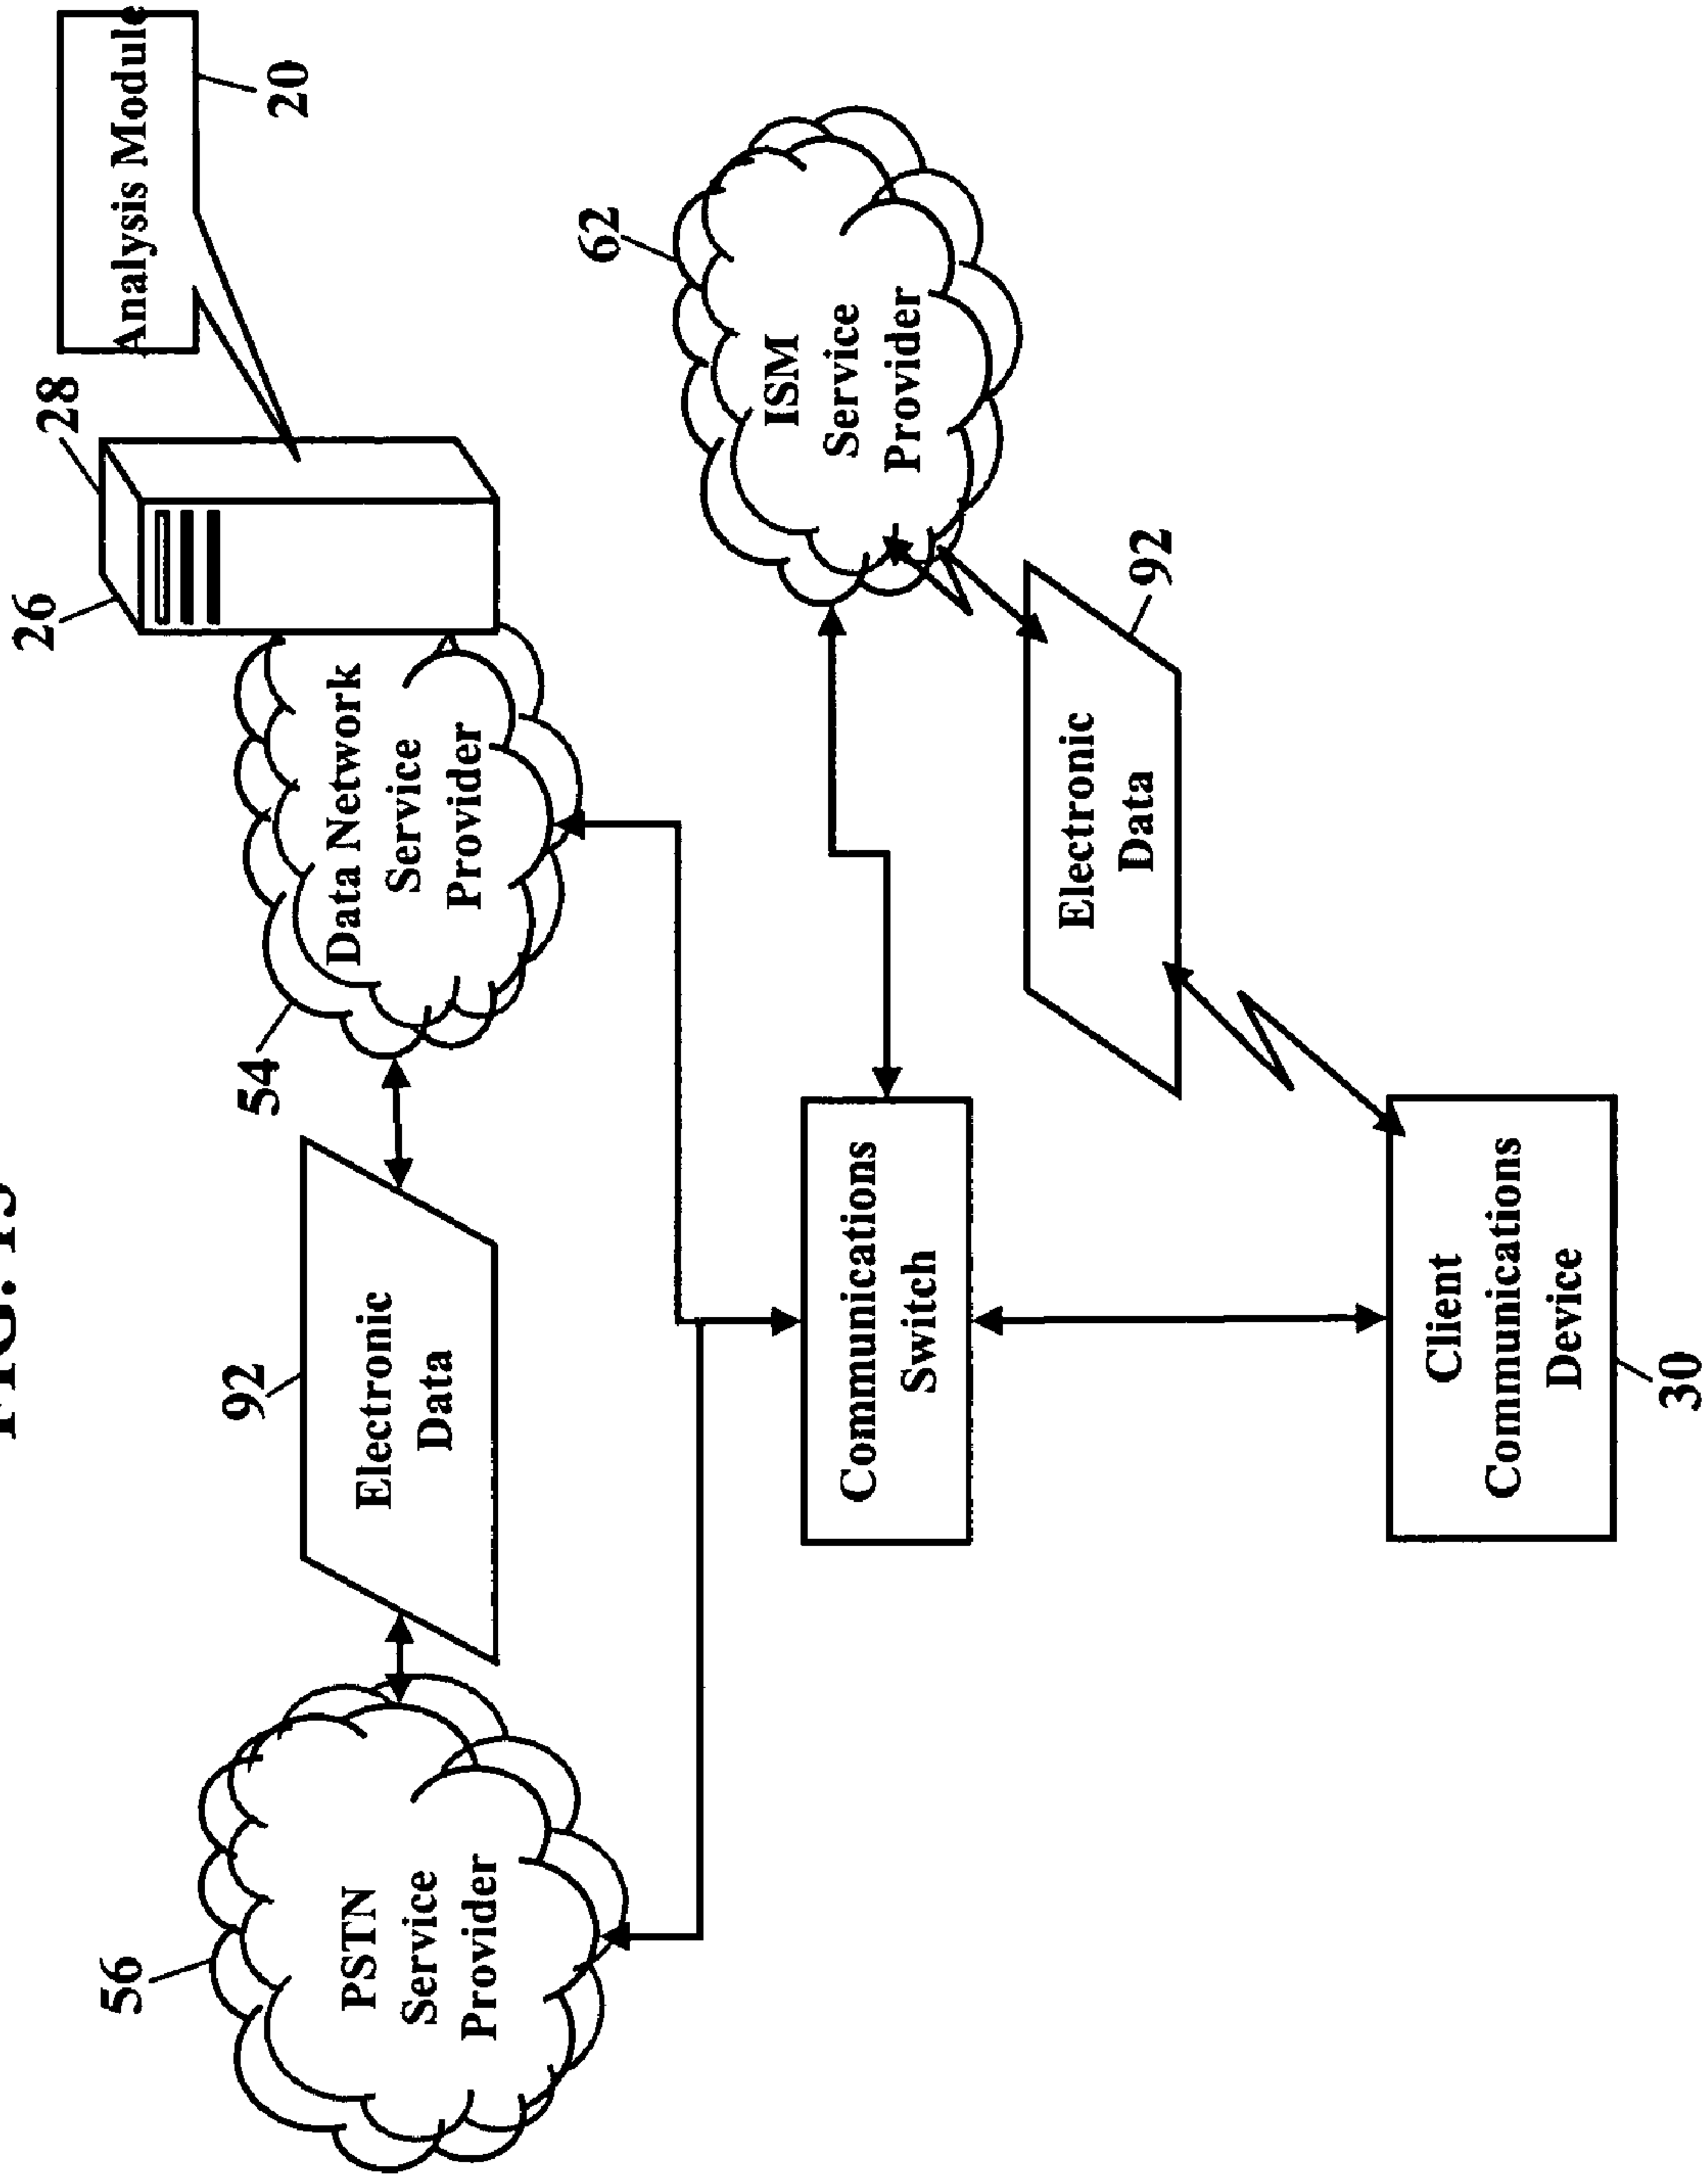 FIG.
26
28
Analysis Module
20
56
PSTN
Service
Provider
92
Electronic
Data
54
Data Network
Service
Provider
62
ISM
Service
Provider
Communications
Switch
Electronic
Data
92
Client
Communications
Device
30